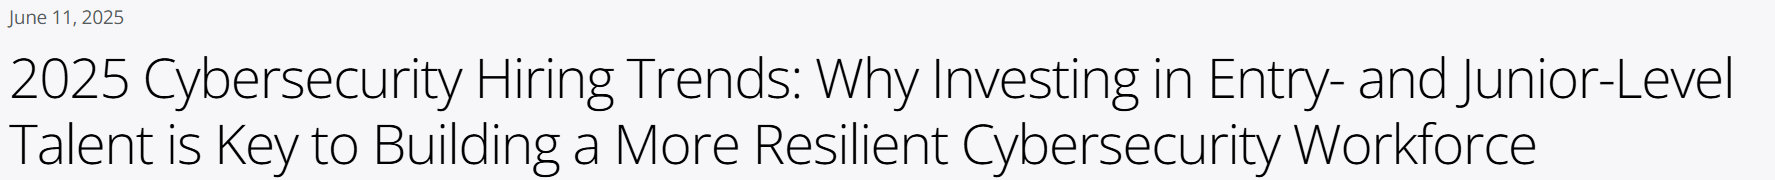 June 11, 2025
2025 Cybersecurity Hiring Trends: Why Investing in Entry- and Junior-Level
Talent is Key to Building a More Resilient Cybersecurity Workforce